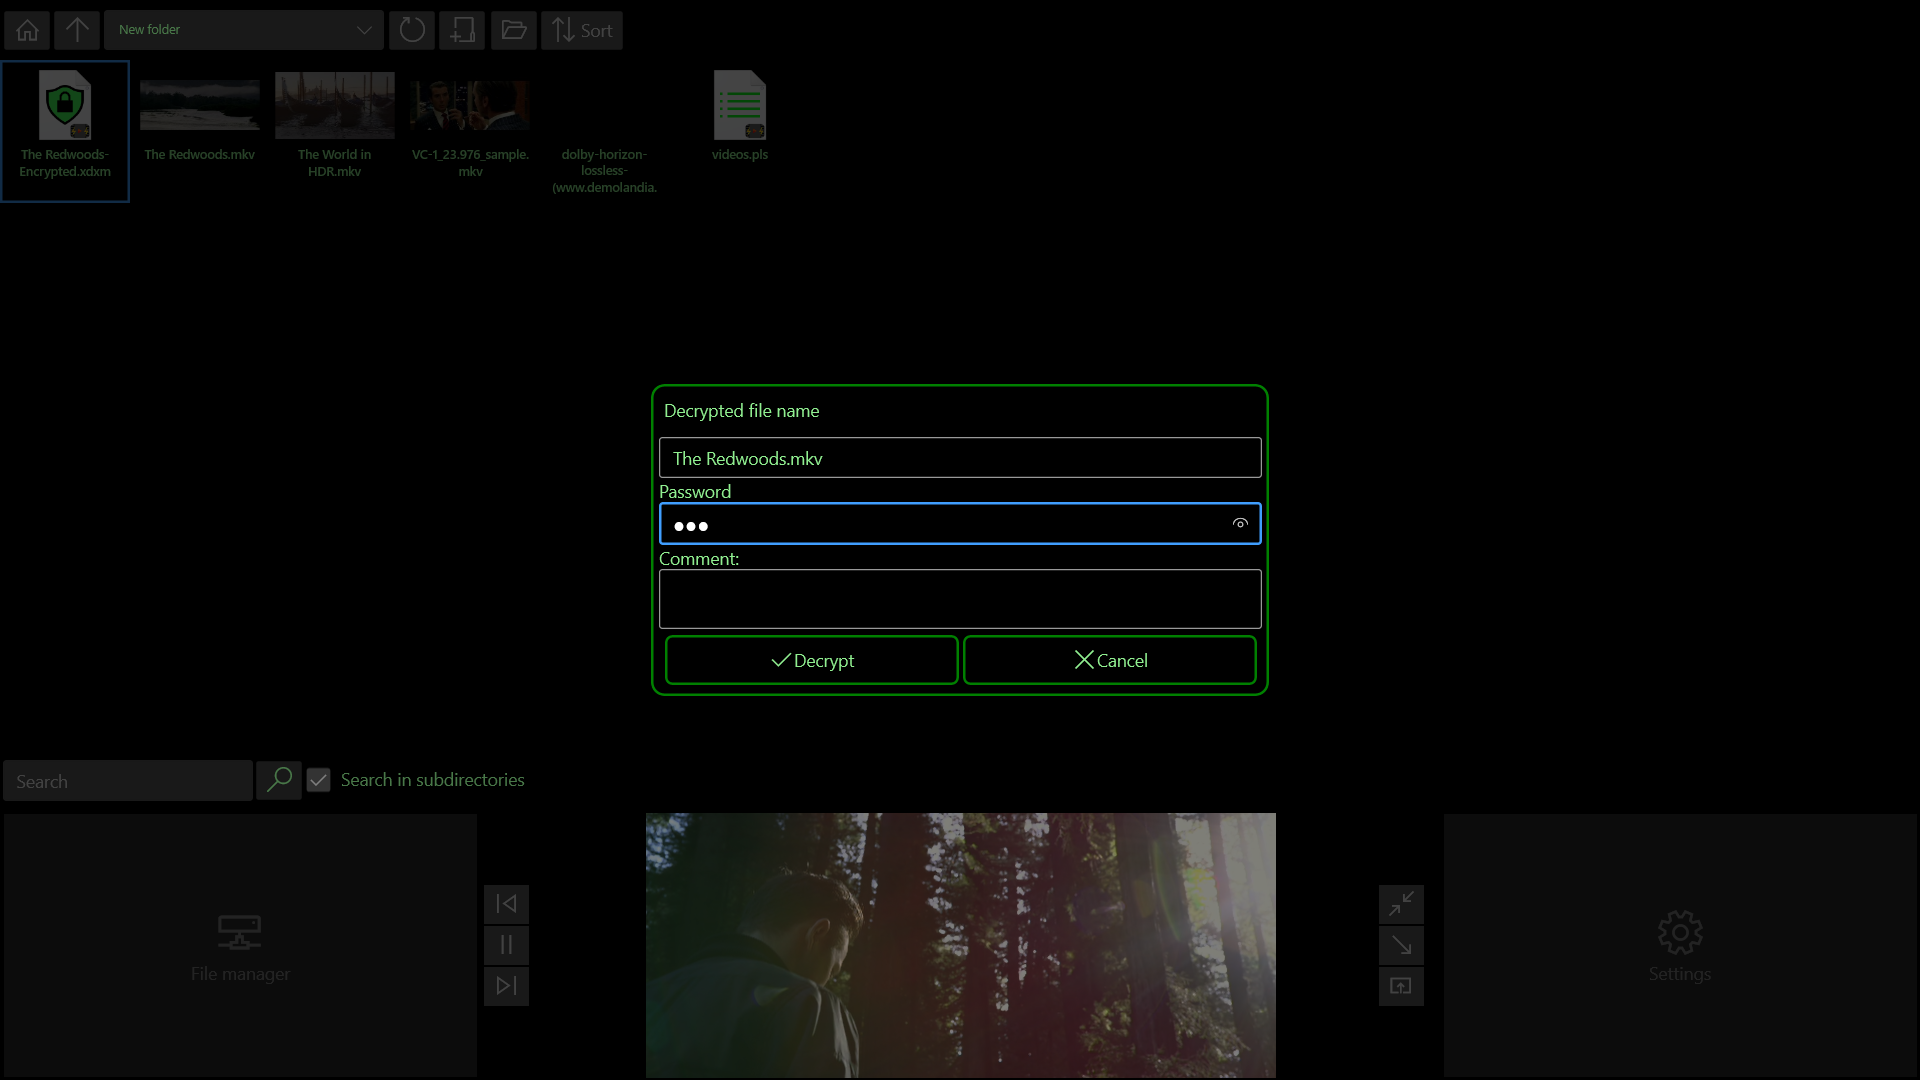 New folder
Sort
The Redwoods-
Encrypted.xdxm
The Redwoods.mkv
The World in
HDR.mkv
VC-1_23.976_sample.
mkv
dolby-horizon-
lossless-
(www.demolandia.
videos.pls
Decrypted file name
The Redwoods.mkv
Password
Comment:
Decrypt
Cancel
Search
Search in subdirectories
File manager
Settings